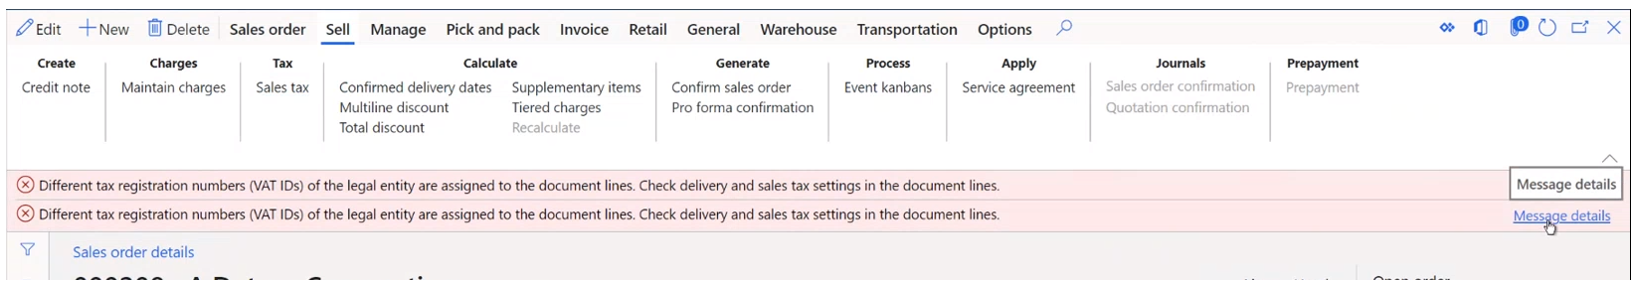 Edit New Delete Sales order Sell Manage Pick and pack Invoice Retail General Warehouse Transportation Options 0
Create Charges Tax Calculate Generate Process Apply Journals Prepayment
Credit note Maintain charges Sales tax Confirmed delivery dates Supplementary items Confirm sales order Event kanbans Service agreement Sales order confirmation Prepayment
Multiline discount Tiered charges Pro forma confirmation Quotation confirmation
Total discount Recalculate
Different tax registration numbers (VAT IDs) of the legal entity are assigned to the document lines. Check delivery and sales tax settings in the document lines. Message details
Different tax registration numbers (VAT IDs) of the legal entity are assigned to the document lines. Check delivery and sales tax settings in the document lines. Message details
Sales order details
Open order